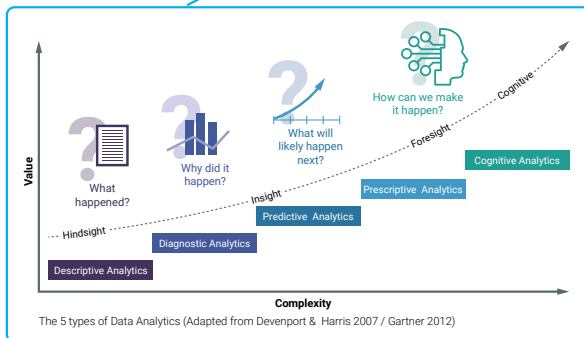 How can we make
it happen?
Cognitive
What will
likely happen
next?
Foresight
Why did it
happen?
What
happened?
Insight
Hindsight
Cognitive Analytics
Prescriptive Analytics
Predictive Analytics
Diagnostic Analytics
Descriptive Analytics
Value
Complexity
The 5 types of Data Analytics (Adapted from Devenport & Harris 2007 / Gartner 2012)